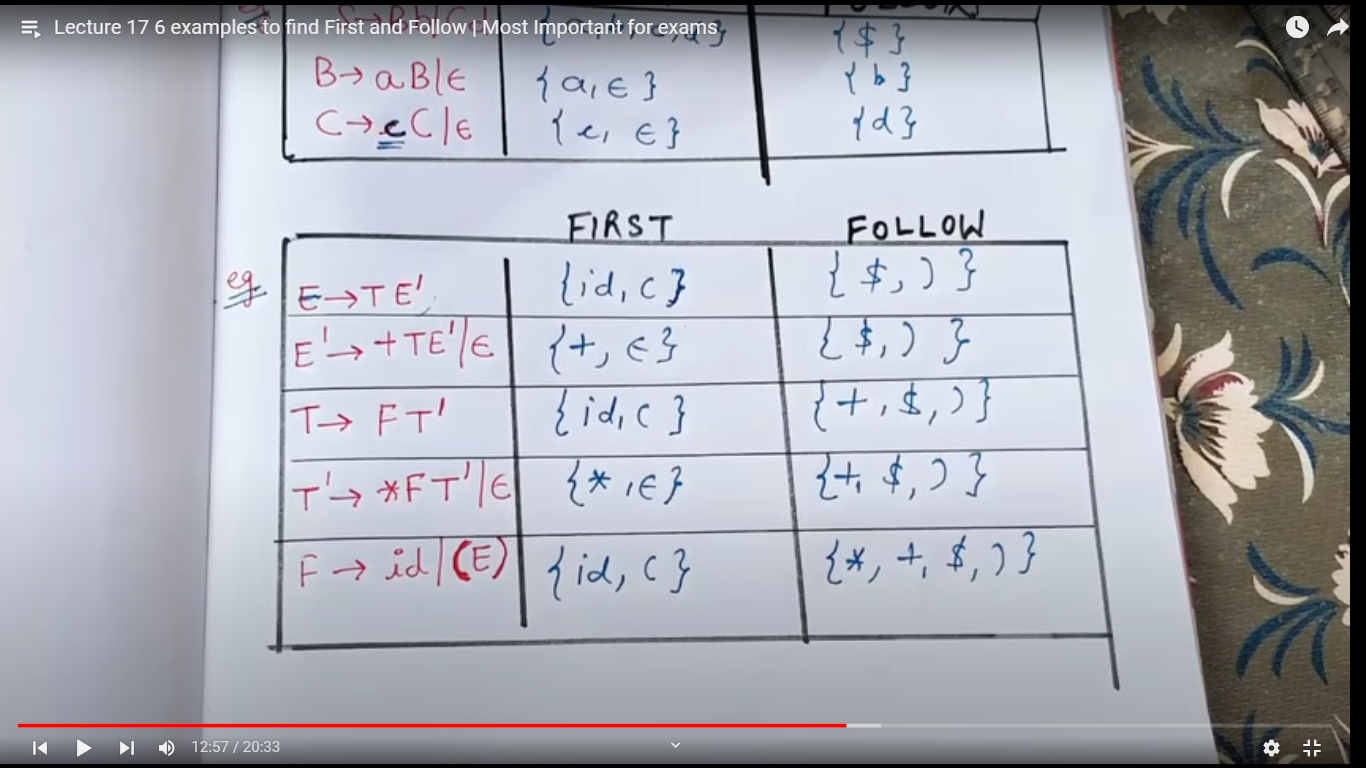 Lecture 17 6 examples to find First and Follow | Most Important for exams
{$}
B→aB|ϵ {a,ϵ} {b}
C→cC|ϵ {c, ϵ} {d}
FIRST FOLLOW
eg E→TE' {id, (} {$, )}
E'→+TE'|ϵ {+, ϵ} {$, )}
T→ FT' {id, (} {+, $, )}
T'→ *FT'|ϵ {*, ϵ} {+, $, )}
F→ id|(E) {id, (} {*, +, $, )}
12:57 / 20:33